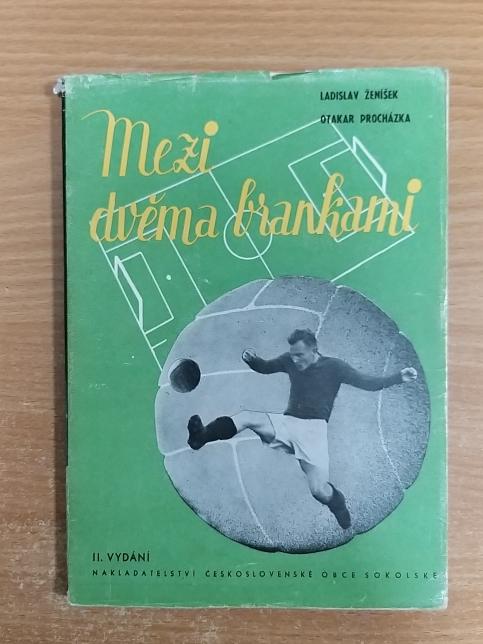 LADISLAV ŽENÍŠEK
OTAKAR PROCHÁZKA
Mezi
dvěma brankami
II. VYDÁNÍ
NAKLADATELSTVÍ ČESKOSLOVENSKÉ OBCE SOKOLSKÉ